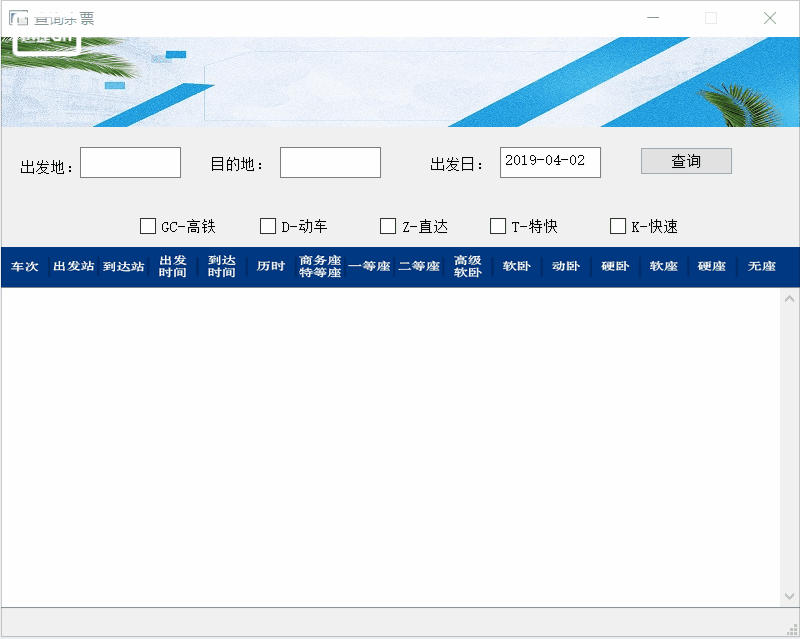 查询余票
出发地： 目的地： 出发日： 2019-04-02 查询
GC-高铁 D-动车 Z-直达 T-特快 K-快速
车次 出发站 到达站 出发时间 到达时间 历时 商务座特等座 一等座 二等座 高级软卧 软卧 动卧 硬卧 软座 硬座 无座